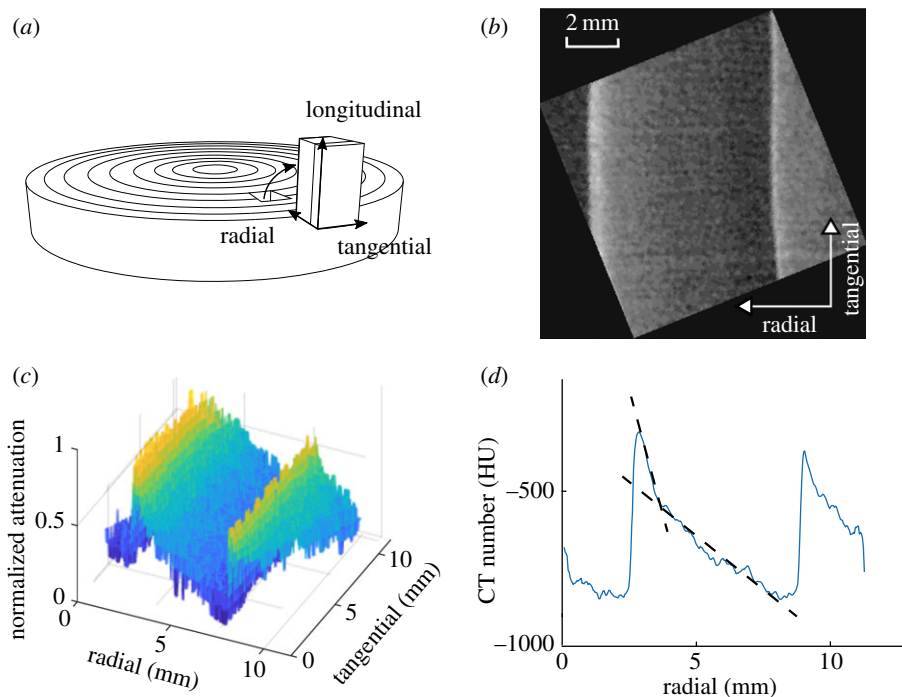 (a)
longitudinal
radial
tangential
(b)
2 mm
tangential
radial
(c)
normalized attenuation
1
0.5
0
0
5
10
radial (mm)
0
5
10
tangential (mm)
(d)
CT number (HU)
−500
−1000
0
5
10
radial (mm)